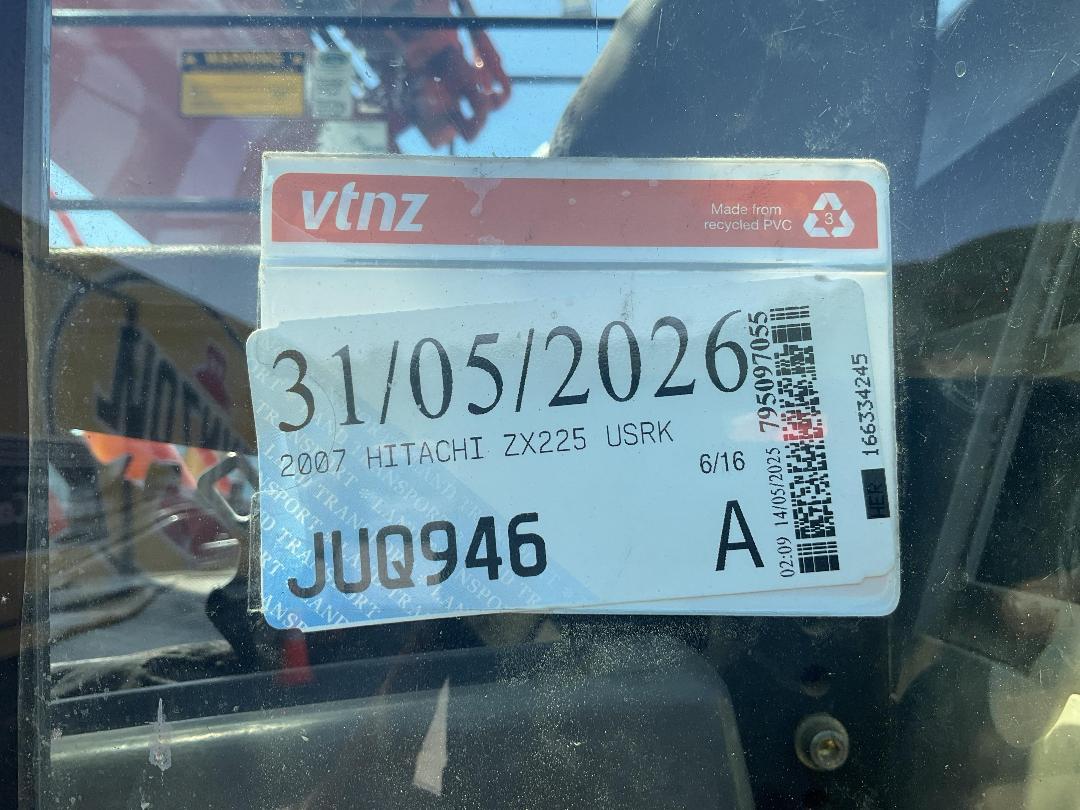 WARNING
vtnz
Made from
recycled PVC
3
31/05/2026
2007 HITACHI ZX225 USRK
6/16
JUQ946
A
02:09 14/05/2025 795097055
HER 166334245